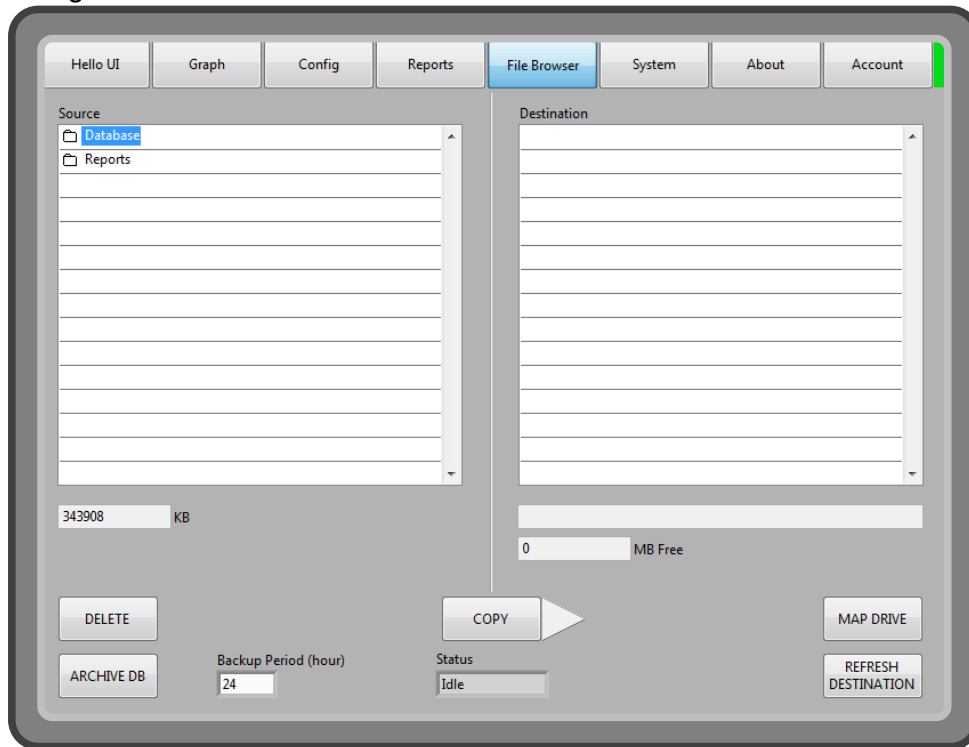 Hello UI Graph Config Reports File Browser System About Account
Source
Database
Reports
343908 KB
Destination
0 MB Free
DELETE
COPY
MAP DRIVE
ARCHIVE DB
Backup Period (hour)
24
Status
Idle
REFRESH
DESTINATION